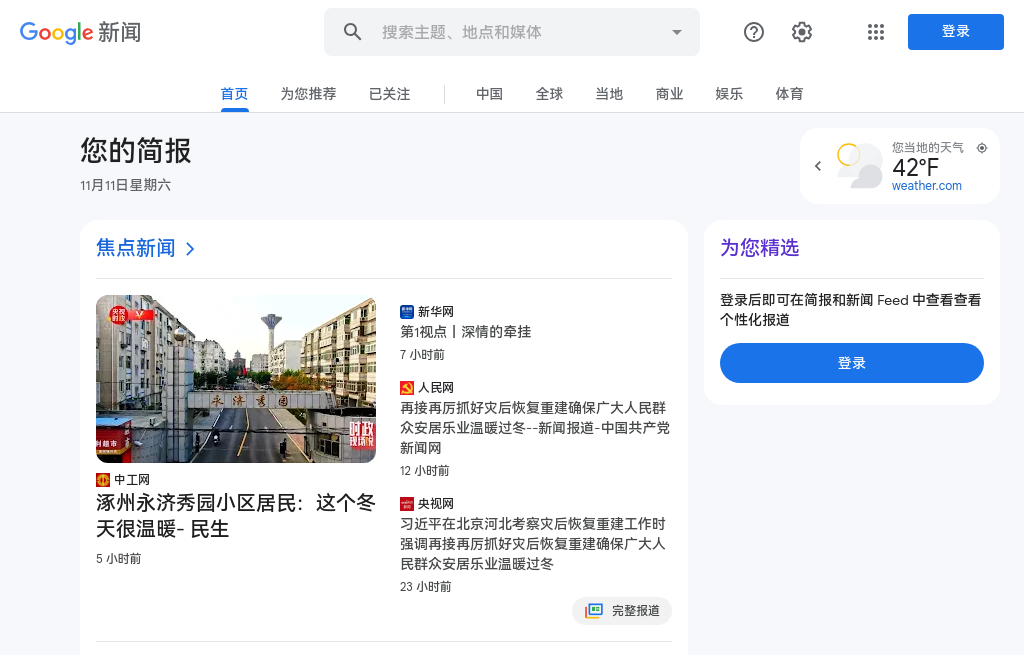 Google 新闻
搜索主题、地点和媒体
登录
首页
为您推荐
已关注
中国
全球
当地
商业
娱乐
体育
您的简报
11月11日星期六
您当地的天气
42°F
weather.com
焦点新闻
央视
时政
永济秀园
时政
现场说
利超市
中工网
涿州永济秀园小区居民：这个冬
天很温暖- 民生
5 小时前
新华网
第1视点丨深情的牵挂
7 小时前
人民网
再接再厉抓好灾后恢复重建确保广大人民群
众安居乐业温暖过冬--新闻报道-中国共产党
新闻网
12 小时前
央视网
习近平在北京河北考察灾后恢复重建工作时
强调再接再厉抓好灾后恢复重建确保广大人
民群众安居乐业温暖过冬
23 小时前
完整报道
为您精选
登录后即可在简报和新闻 Feed 中查看查看
个性化报道
登录